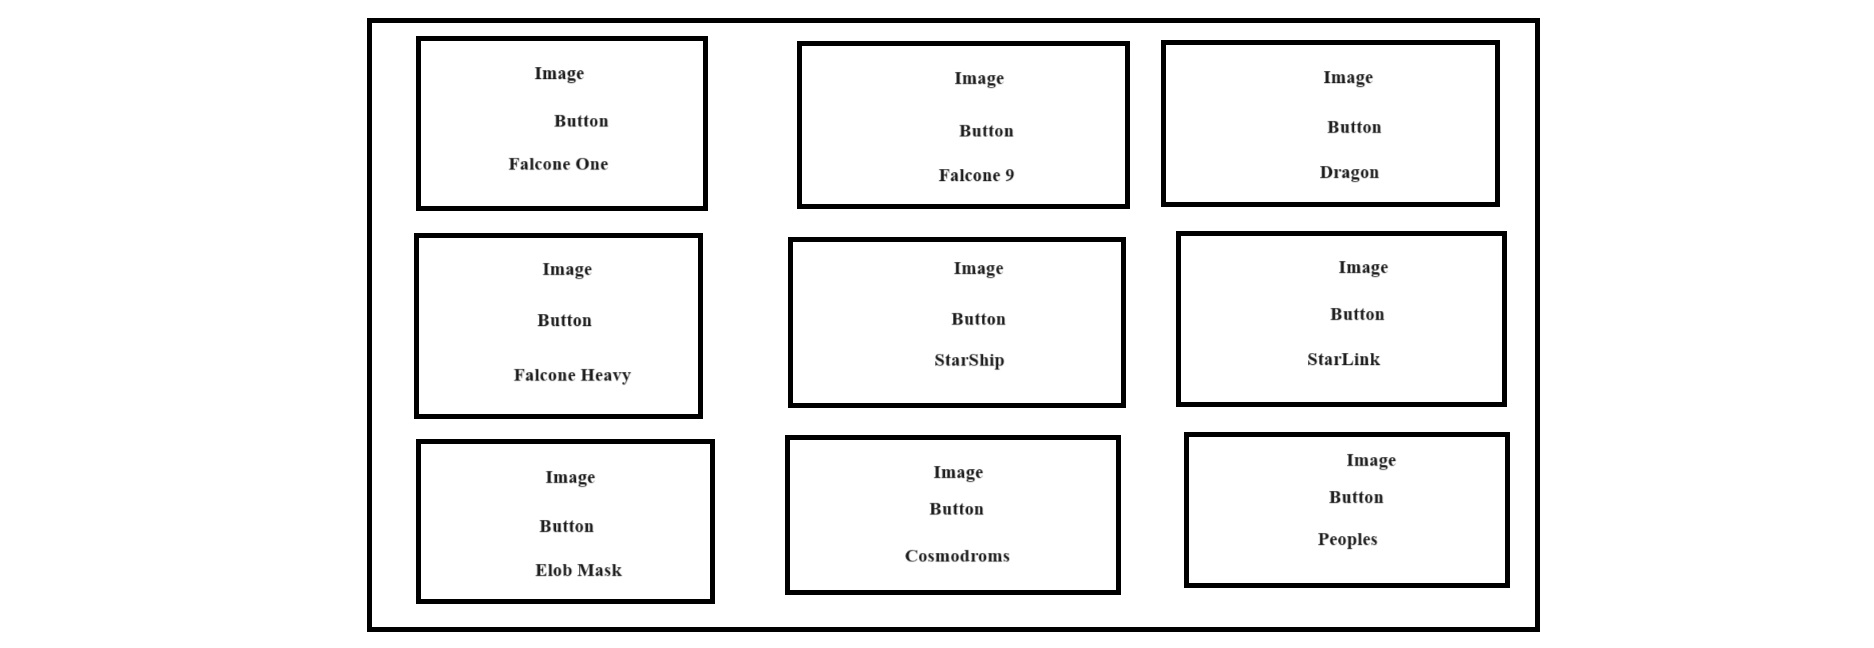 Image
Button
Falcone One
Image
Button
Falcone 9
Image
Button
Dragon
Image
Button
Falcone Heavy
Image
Button
StarShip
Image
Button
StarLink
Image
Button
Elob Mask
Image
Button
Cosmodroms
Image
Button
Peoples